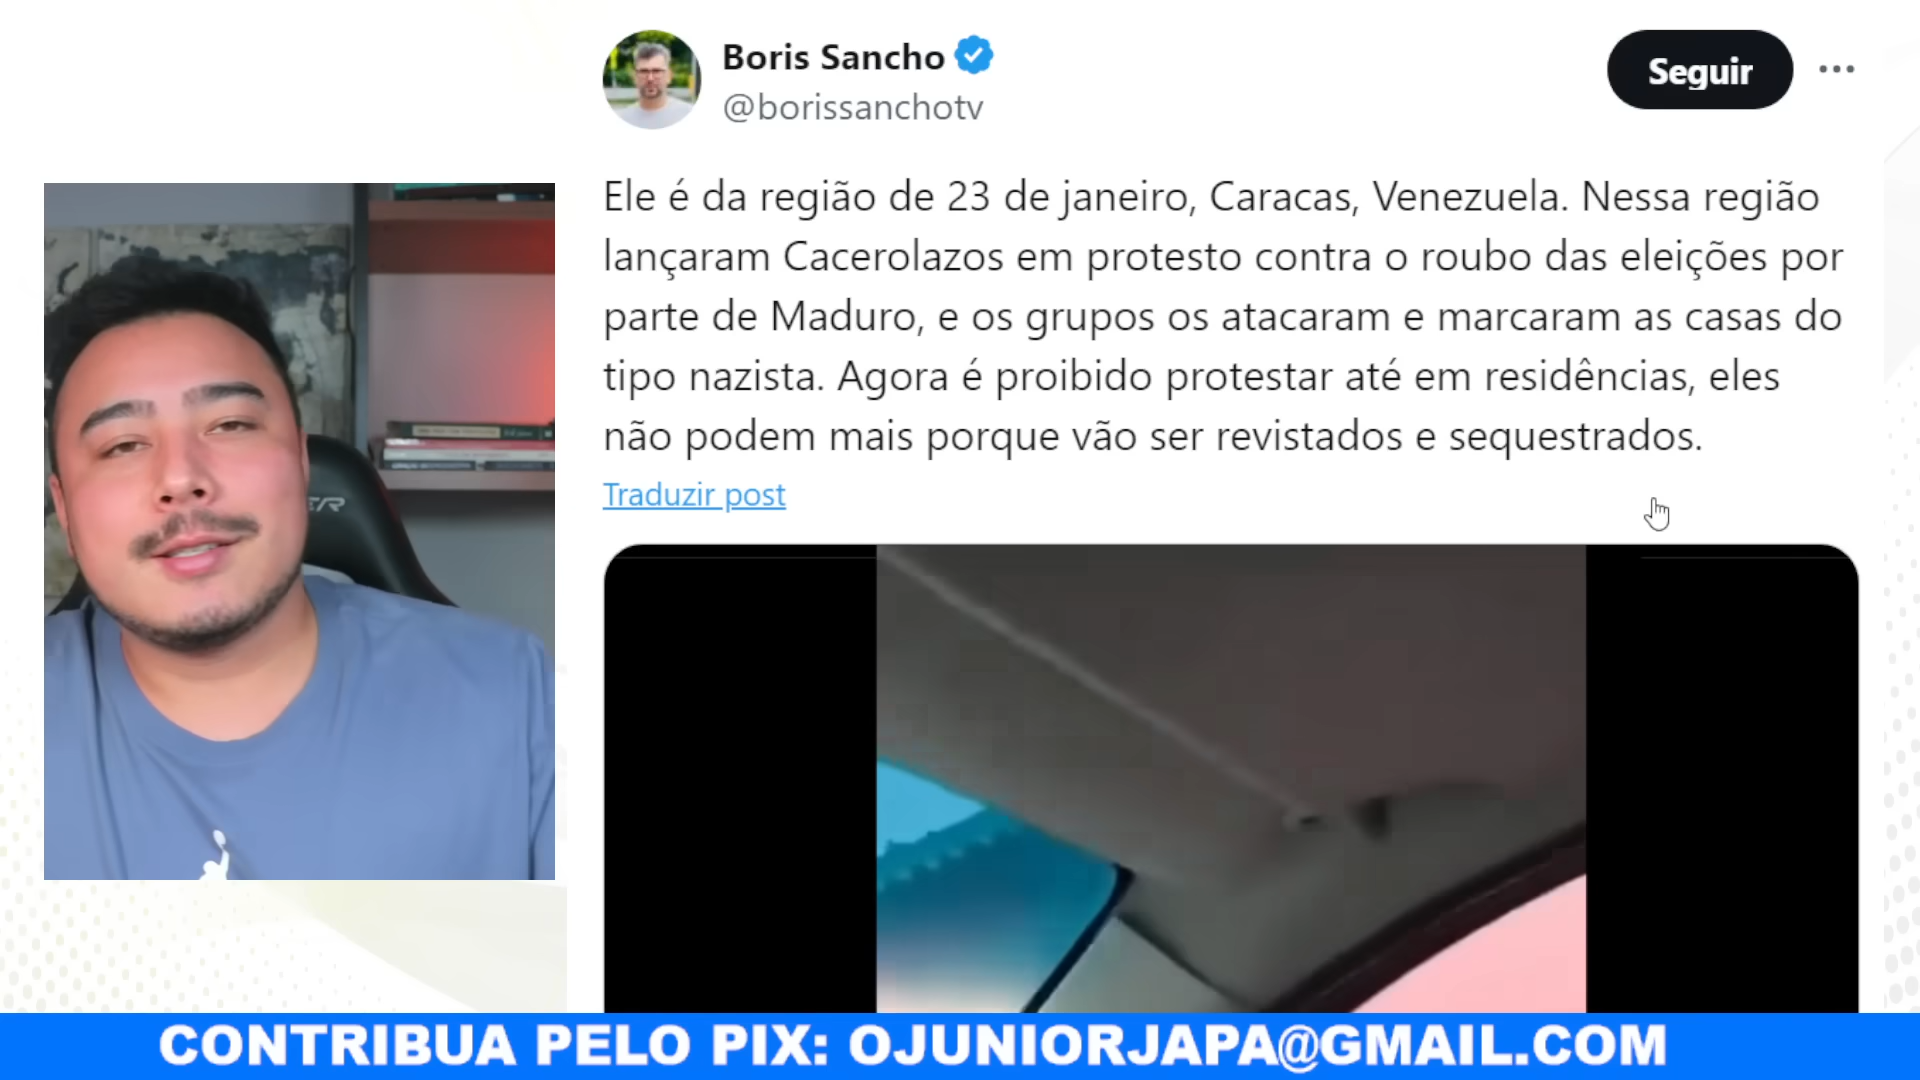 Boris Sancho
@borissanchotv
Seguir
Ele é da região de 23 de janeiro, Caracas, Venezuela. Nessa região
lançaram Cacerolazos em protesto contra o roubo das eleições por
parte de Maduro, e os grupos os atacaram e marcaram as casas do
tipo nazista. Agora é proibido protestar até em residências, eles
não podem mais porque vão ser revistados e sequestrados.
Traduzir post
CONTRIBUA PELO PIX: OJUNIORJAPA@GMAIL.COM